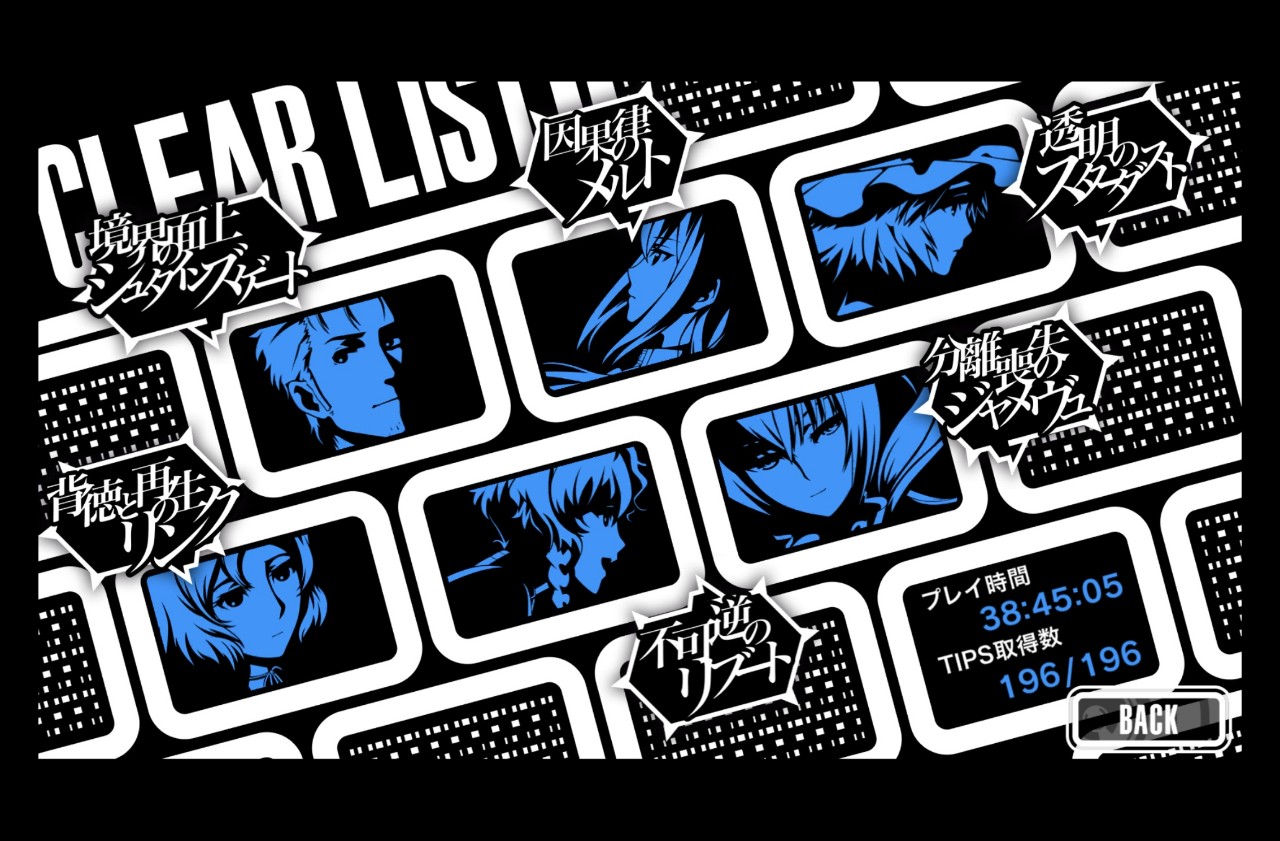 CLEAR LIST
因果律の
メルト
透明の
スターダスト
境界面上の
シュタインズゲート
分離喪失の
ジャメヴュ
背徳と再生の
リンク
不可逆の
リブート
プレイ時間
38:45:05
TIPS取得数
196/196
BACK